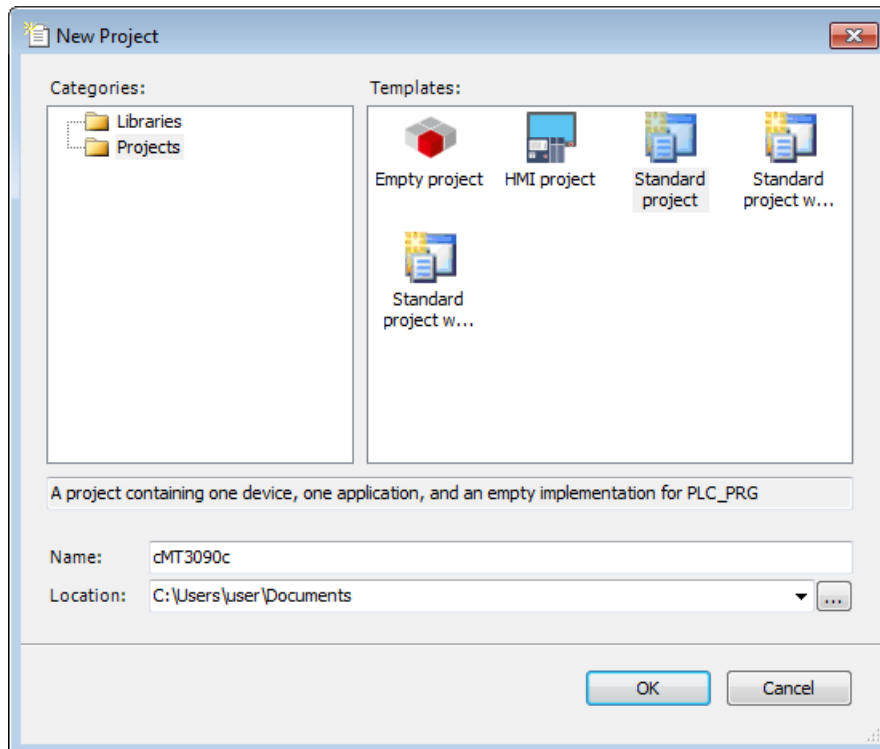 New Project
Categories:
Templates:
Libraries
Projects
Empty project
HMI project
Standard
project
Standard
project w...
Standard
project w...
A project containing one device, one application, and an empty implementation for PLC_PRG
Name:
cMT3090c
Location:
C:\Users\user\Documents
...
OK
Cancel